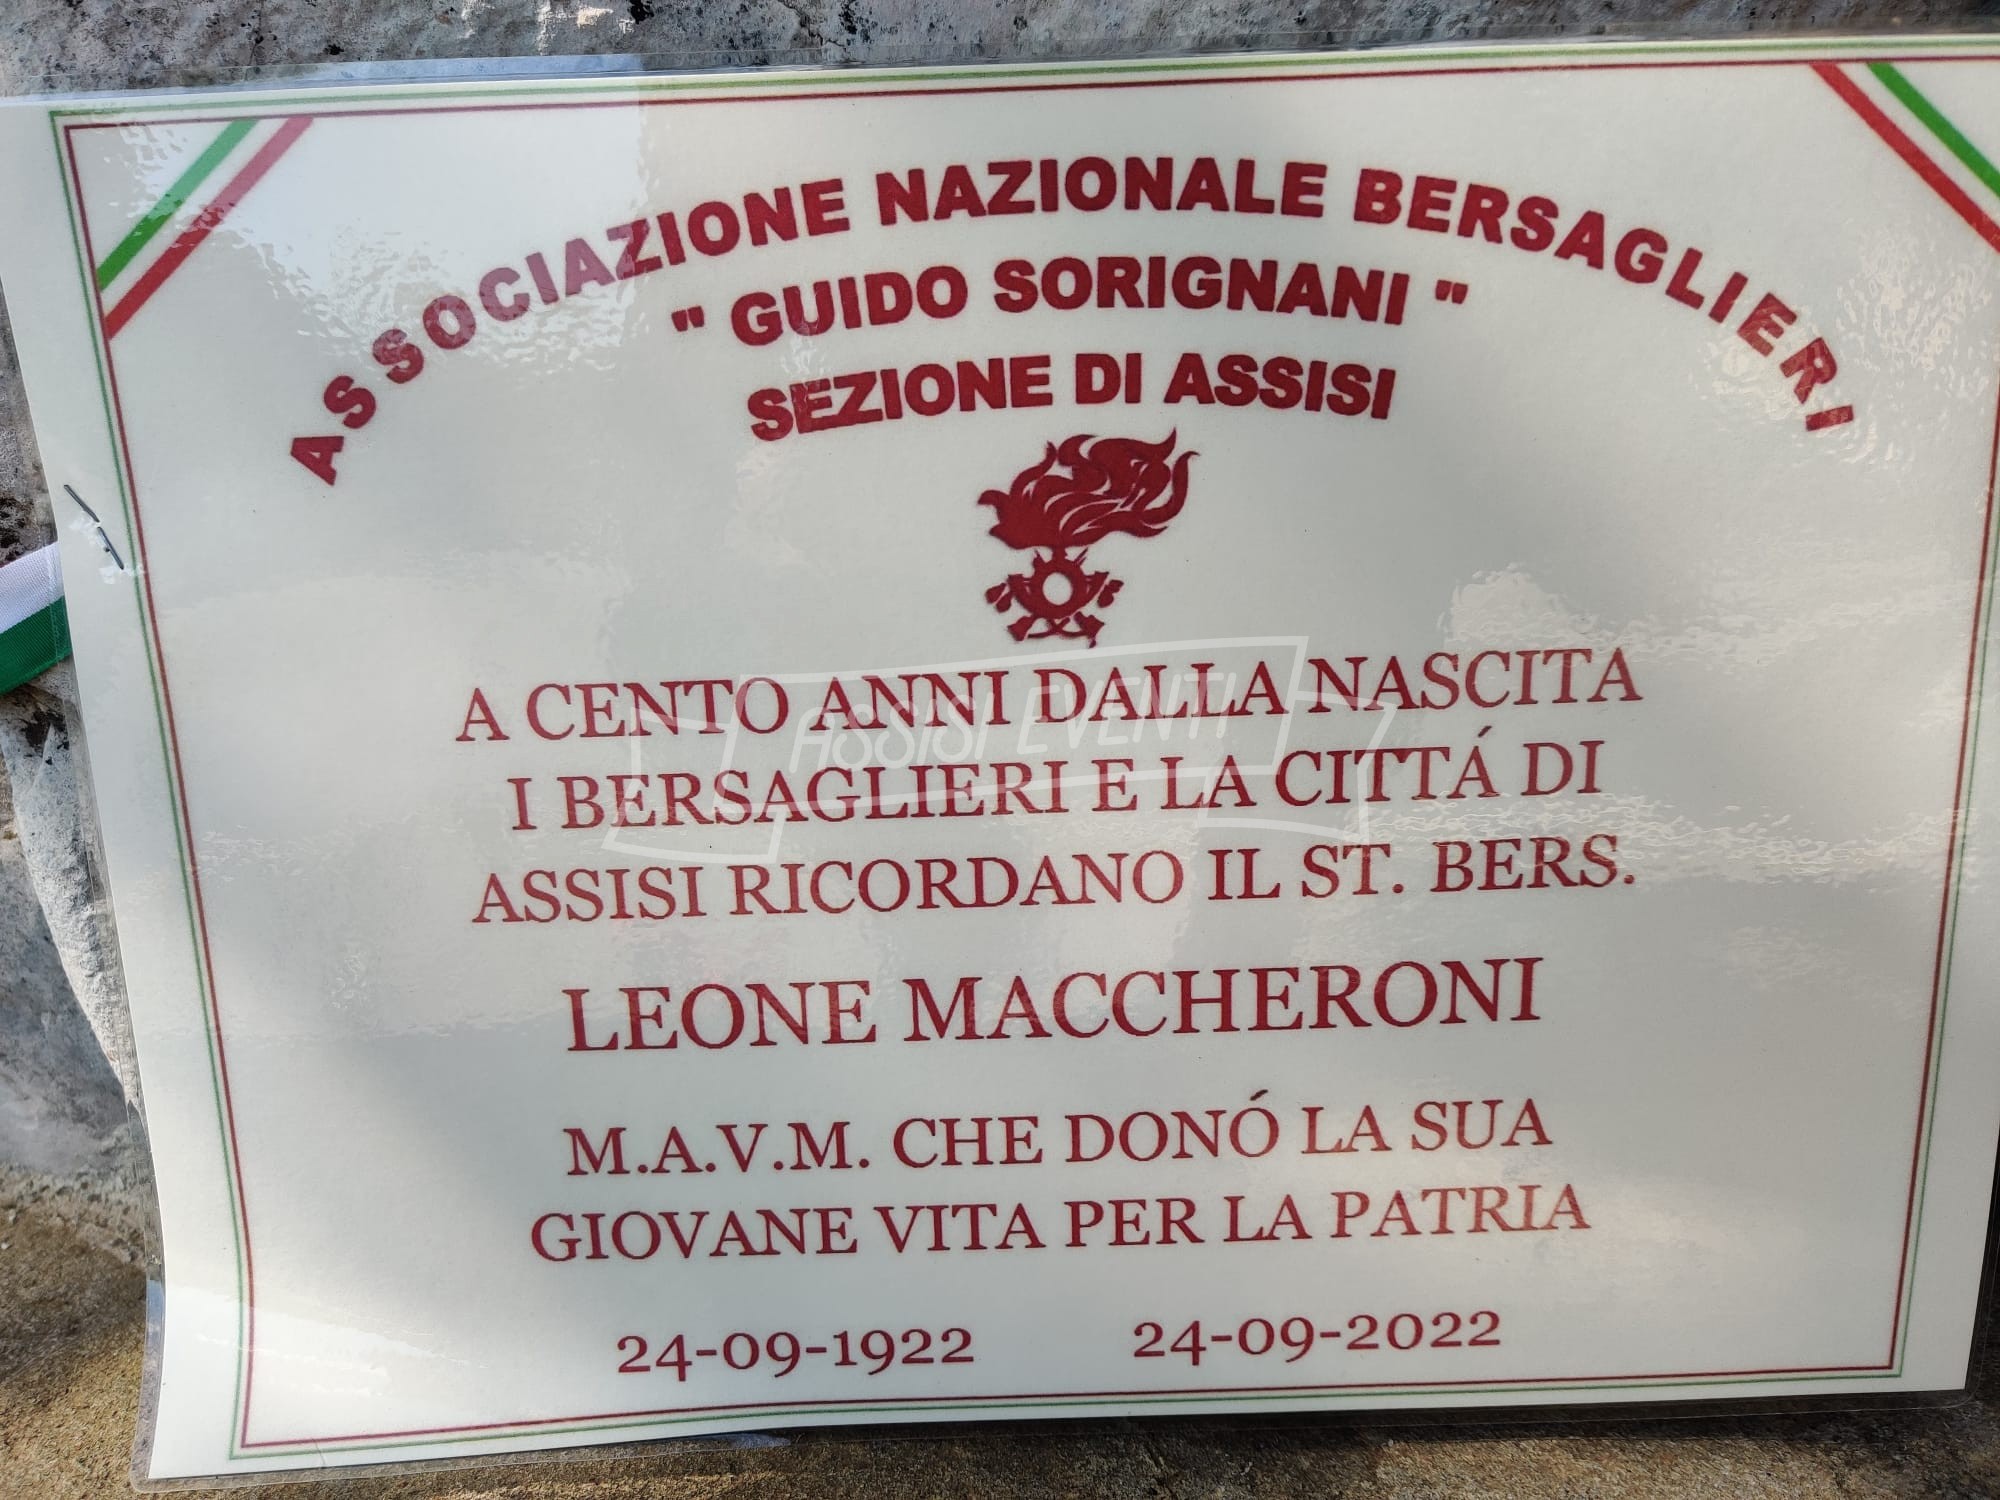 ASSOCIAZIONE NAZIONALE BERSAGLIERI
" GUIDO SORIGNANI "
SEZIONE DI ASSISI
A CENTO ANNI DALLA NASCITA
ASSISI EVENTI
I BERSAGLIERI E LA CITTÁ DI
ASSISI RICORDANO IL ST. BERS.
LEONE MACCHERONI
M.A.V.M. CHE DONÓ LA SUA
GIOVANE VITA PER LA PATRIA
24-09-1922 24-09-2022